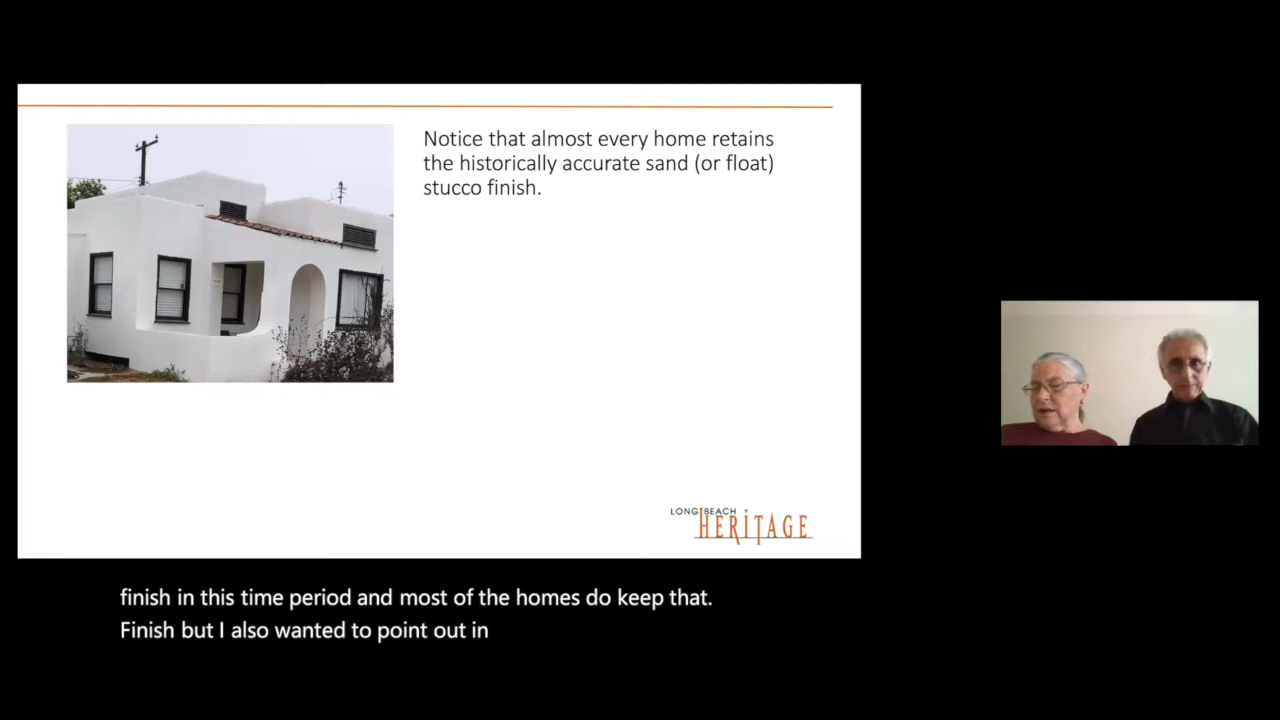 Notice that almost every home retains
the historically accurate sand (or float)
stucco finish.
LONG BEACH
HERITAGE
finish in this time period and most of the homes do keep that.
Finish but I also wanted to point out in